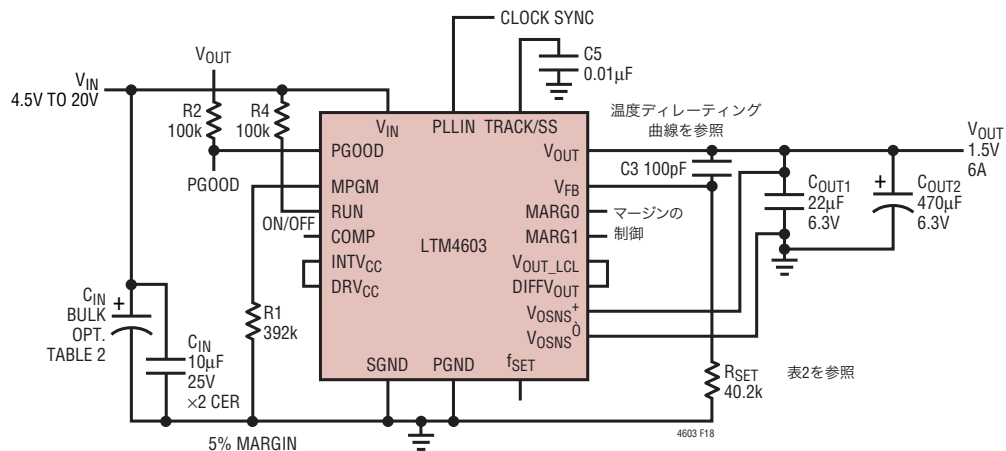 CLOCK SYNC
C5
0.01µF
VOUT
VIN
4.5V TO 20V
R2
100k
R4
100k
PGOOD
VIN
PLLIN
TRACK/SS
PGOOD
MPGM
RUN
ON/OFF
COMP
INTVCC
DRVCC
LTM4603
VOUT
VFB
MARG0
MARG1
VOUT_LCL
DIFFVOUT
VOSNS+
VOSNSÒ
SGND
PGND
fSET
温度ディレーティング
曲線を参照
C3 100pF
マージンの
制御
VOUT
1.5V
6A
COUT1
22µF
6.3V
+
COUT2
470µF
6.3V
CIN
BULK
OPT.
TABLE 2
+
CIN
10µF
25V
×2 CER
R1
392k
5% MARGIN
RSET
40.2k
表2を参照
4603 F18